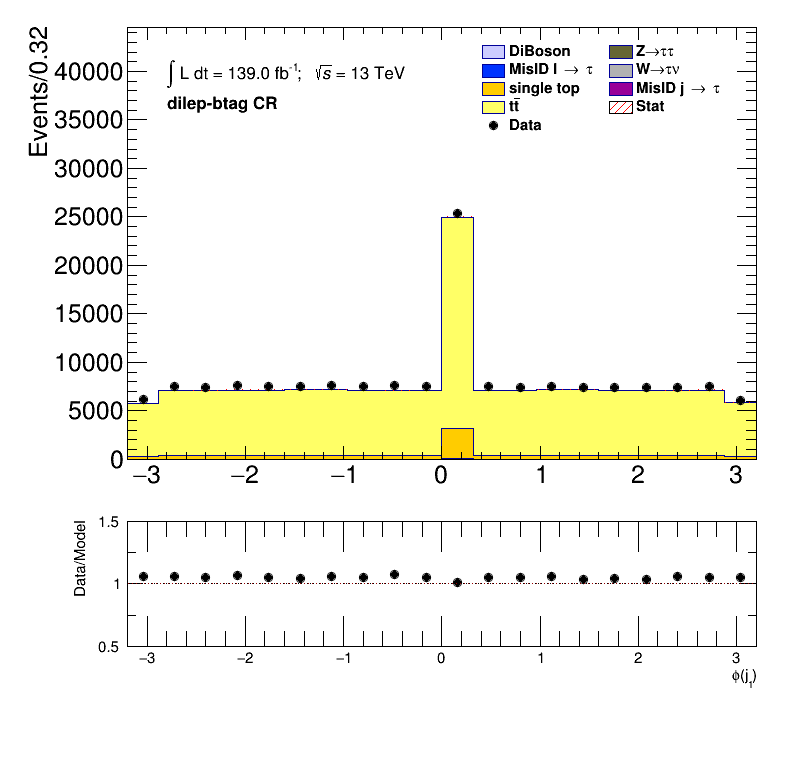 Events/0.32
40000
35000
30000
25000
20000
15000
10000
5000
0
∫ L dt = 139.0 fb⁻¹; √s = 13 TeV
dilep-btag CR
DiBoson
MisID l → τ
single top
tt̄
Data
Z→ττ
W→τν
MisID j → τ
Stat
−3 −2 −1 0 1 2 3
Data/Model
1.5
1
0.5
−3 −2 −1 0 1 2 3
ϕ(j₁)